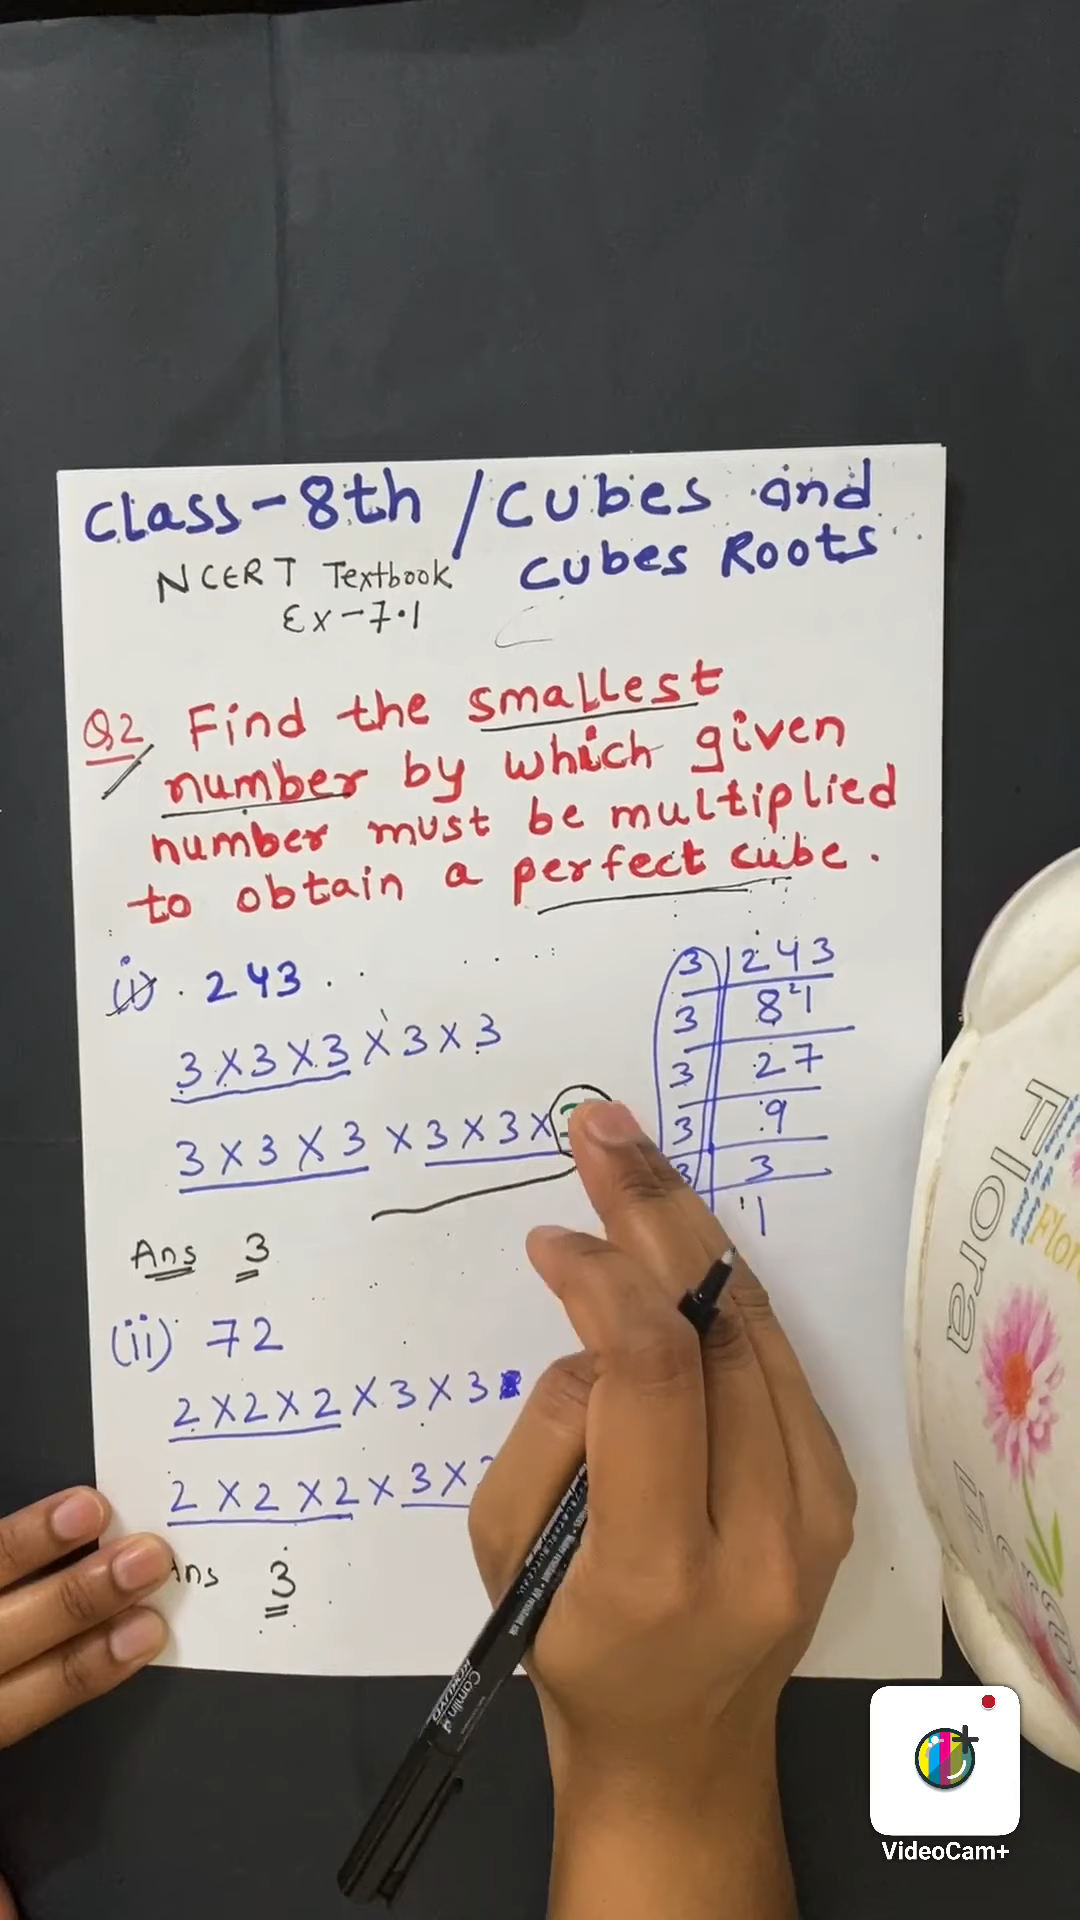 Class-8th / Cubes and
Cubes Roots
NCERT Textbook
Ex-7.1
Q2 Find the smallest
number by which given
number must be multiplied
to obtain a perfect cube.
(i) 243
3 X 3 X 3 X 3 X 3
3 X 3 X 3 X 3 X 3 X
Ans 3
3 | 243
3 | 81
3 | 27
3 | 9
3 | 3
1
(ii) 72
2 X 2 X 2 X 3 X 3
2 X 2 X 2 X 3 X
Ans 3
Flora
Camlin
KOKUYO
VideoCam+